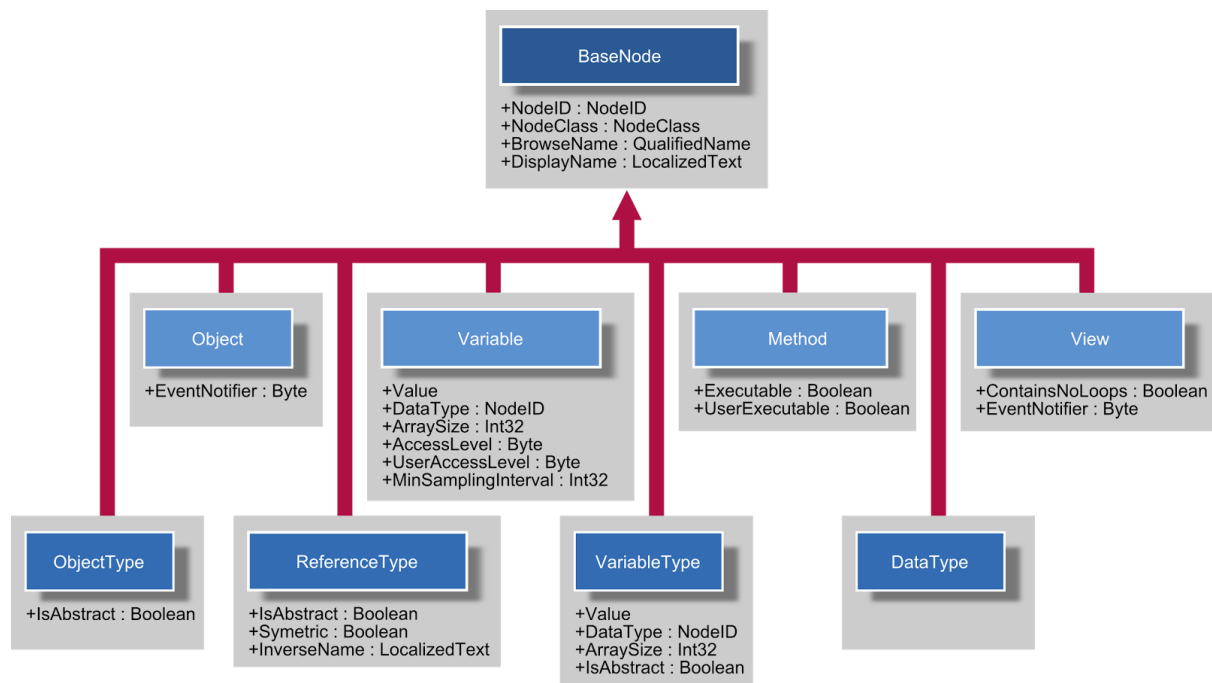 BaseNode
+NodeID : NodeID
+NodeClass : NodeClass
+BrowseName : QualifiedName
+DisplayName : LocalizedText
Object
+EventNotifier : Byte
Variable
+Value
+DataType : NodeID
+ArraySize : Int32
+AccessLevel : Byte
+UserAccessLevel : Byte
+MinSamplingInterval : Int32
Method
+Executable : Boolean
+UserExecutable : Boolean
View
+ContainsNoLoops : Boolean
+EventNotifier : Byte
ObjectType
+IsAbstract : Boolean
ReferenceType
+IsAbstract : Boolean
+Symetric : Boolean
+InverseName : LocalizedText
VariableType
+Value
+DataType : NodeID
+ArraySize : Int32
+IsAbstract : Boolean
DataType